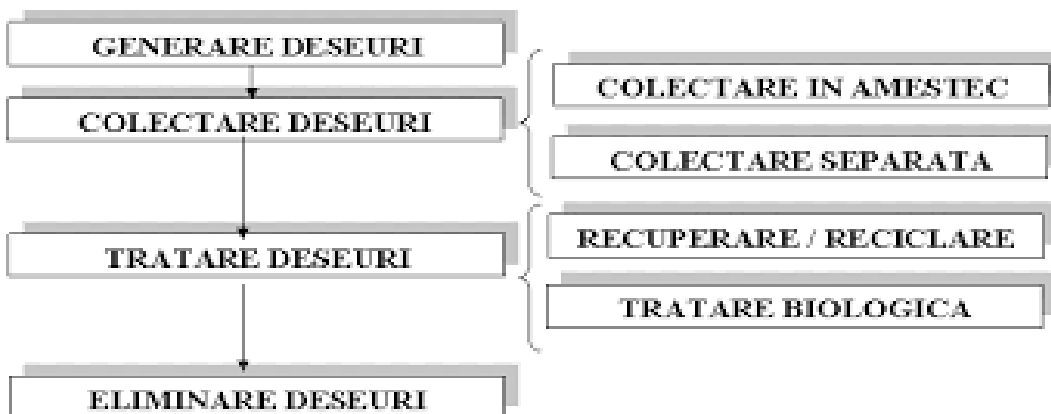 GENERARE DESEURI
COLECTARE DESEURI
COLECTARE IN AMESTEC
COLECTARE SEPARATA
TRATARE DESEURI
RECUPERARE / RECICLARE
TRATARE BIOLOGICA
ELIMINARE DESEURI